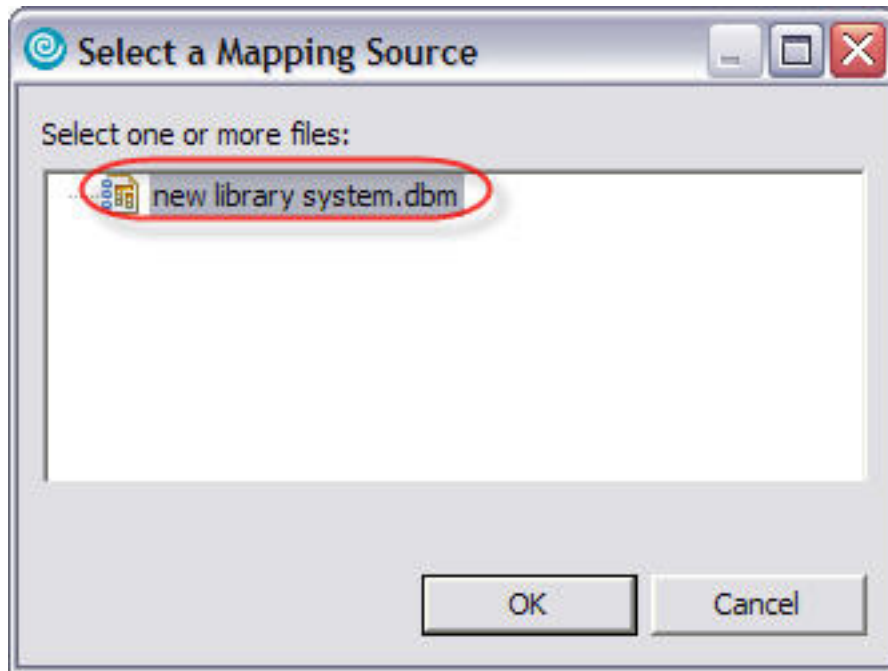 Select a Mapping Source
Select one or more files:
new library system.dbm
OK
Cancel